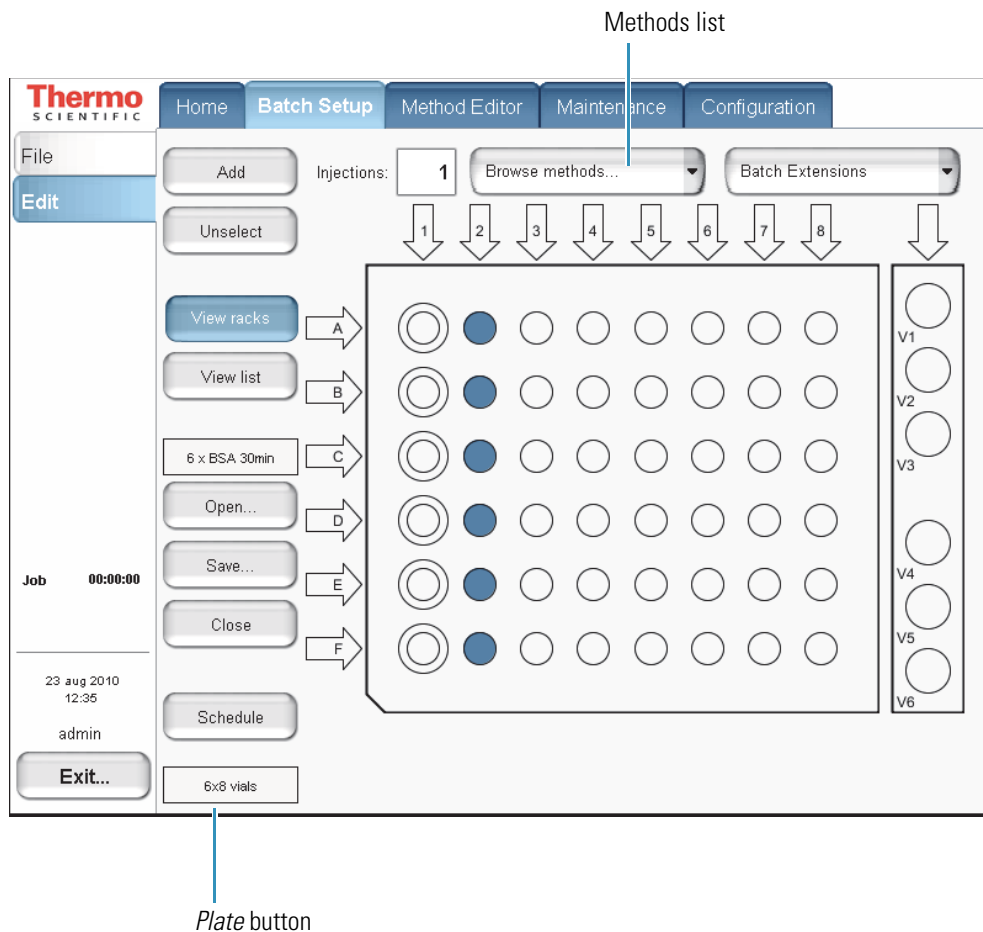 Methods list
Thermo
SCIENTIFIC
Home Batch Setup Method Editor Maintenance Configuration
File
Edit
Add
Injections: 1 Browse methods... Batch Extensions
Unselect
1 2 3 4 5 6 7 8
View racks
A
V1
View list
B
V2
6 x BSA 30min
C
V3
Open...
D
Save...
Job 00:00:00
E
V4
Close
F
V5
V6
23 aug 2010
12:35
admin
Schedule
Exit...
6x8 vials
Plate button